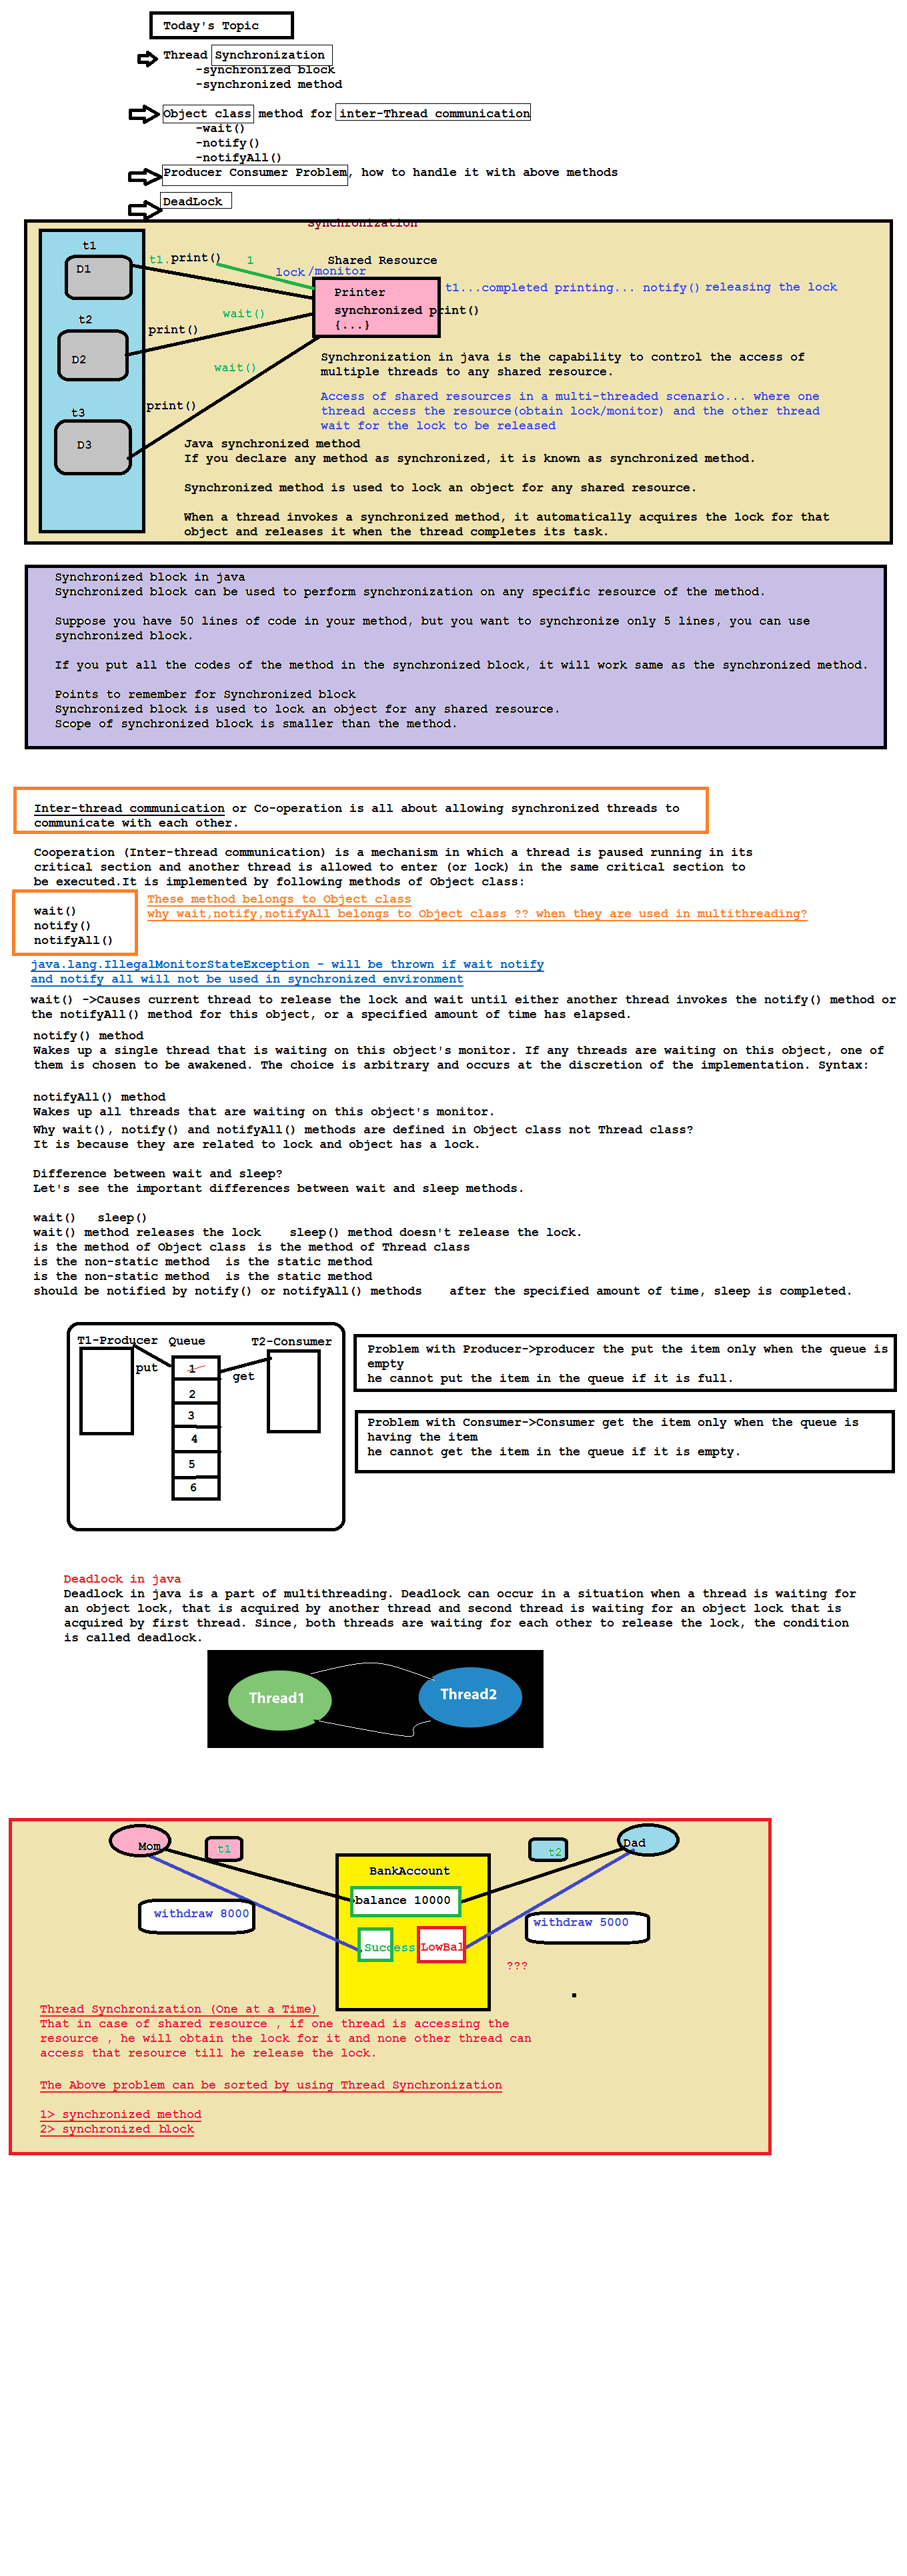 Today's Topic
Thread Synchronization
-synchronized block
-synchronized method
Object class method for inter-Thread communication
-wait()
-notify()
-notifyAll()
Producer Consumer Problem, how to handle it with above methods
DeadLock
Synchronization
t1
D1
t1.print()
1
Shared Resource
lock/monitor
Printer
synchronized print()
{...}
t1...completed printing... notify() releasing the lock
t2
D2
print()
wait()
wait()
t3
D3
print()
Synchronization in java is the capability to control the access of
multiple threads to any shared resource.
Access of shared resources in a multi-threaded scenario... where one
thread access the resource(obtain lock/monitor) and the other thread
wait for the lock to be released
Java synchronized method
If you declare any method as synchronized, it is known as synchronized method.
Synchronized method is used to lock an object for any shared resource.
When a thread invokes a synchronized method, it automatically acquires the lock for that
object and releases it when the thread completes its task.
Synchronized block in java
Synchronized block can be used to perform synchronization on any specific resource of the method.
Suppose you have 50 lines of code in your method, but you want to synchronize only 5 lines, you can use
synchronized block.
If you put all the codes of the method in the synchronized block, it will work same as the synchronized method.
Points to remember for Synchronized block
Synchronized block is used to lock an object for any shared resource.
Scope of synchronized block is smaller than the method.
Inter-thread communication or Co-operation is all about allowing synchronized threads to
communicate with each other.
Cooperation (Inter-thread communication) is a mechanism in which a thread is paused running in its
critical section and another thread is allowed to enter (or lock) in the same critical section to
be executed.It is implemented by following methods of Object class:
wait()
notify()
notifyAll()
These method belongs to Object class
why wait,notify,notifyAll belongs to Object class ?? when they are used in multithreading?
java.lang.IllegalMonitorStateException - will be thrown if wait notify
and notify all will not be used in synchronized environment
wait() ->Causes current thread to release the lock and wait until either another thread invokes the notify() method or
the notifyAll() method for this object, or a specified amount of time has elapsed.
notify() method
Wakes up a single thread that is waiting on this object's monitor. If any threads are waiting on this object, one of
them is chosen to be awakened. The choice is arbitrary and occurs at the discretion of the implementation. Syntax:
notifyAll() method
Wakes up all threads that are waiting on this object's monitor.
Why wait(), notify() and notifyAll() methods are defined in Object class not Thread class?
It is because they are related to lock and object has a lock.
Difference between wait and sleep?
Let's see the important differences between wait and sleep methods.
wait() sleep()
wait() method releases the lock sleep() method doesn't release the lock.
is the method of Object class is the method of Thread class
is the non-static method is the static method
is the non-static method is the static method
should be notified by notify() or notifyAll() methods after the specified amount of time, sleep is completed.
T1-Producer
Queue
T2-Consumer
put
get
1
2
3
4
5
6
Problem with Producer->producer the put the item only when the queue is
empty
he cannot put the item in the queue if it is full.
Problem with Consumer->Consumer get the item only when the queue is
having the item
he cannot get the item in the queue if it is empty.
Deadlock in java
Deadlock in java is a part of multithreading. Deadlock can occur in a situation when a thread is waiting for
an object lock, that is acquired by another thread and second thread is waiting for an object lock that is
acquired by first thread. Since, both threads are waiting for each other to release the lock, the condition
is called deadlock.
Thread1
Thread2
Mom
t1
t2
Dad
BankAccount
balance 10000
withdraw 8000
withdraw 5000
Success
LowBal
???
Thread Synchronization (One at a Time)
That in case of shared resource , if one thread is accessing the
resource , he will obtain the lock for it and none other thread can
access that resource till he release the lock.
The Above problem can be sorted by using Thread Synchronization
1> synchronized method
2> synchronized block